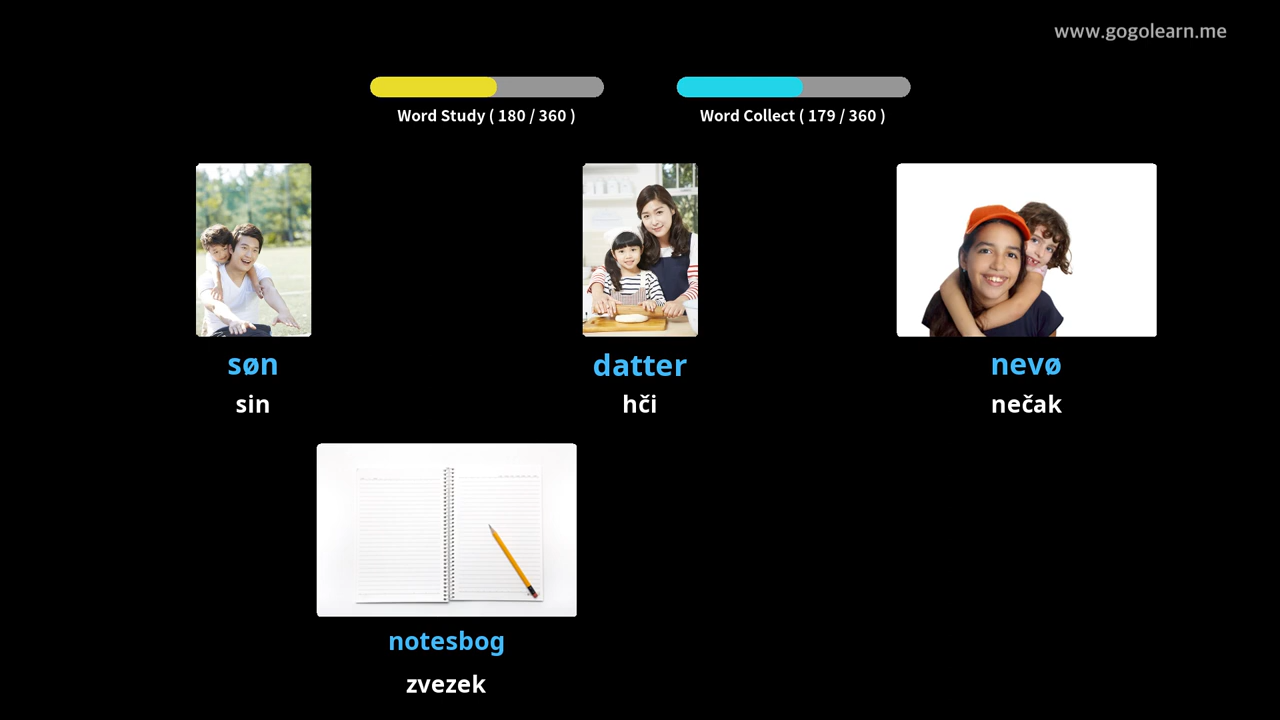 www.gogolearn.me
Word Study ( 180 / 360 )
Word Collect ( 179 / 360 )
søn
datter
nevø
sin
hči
nečak
notesbog
zvezek